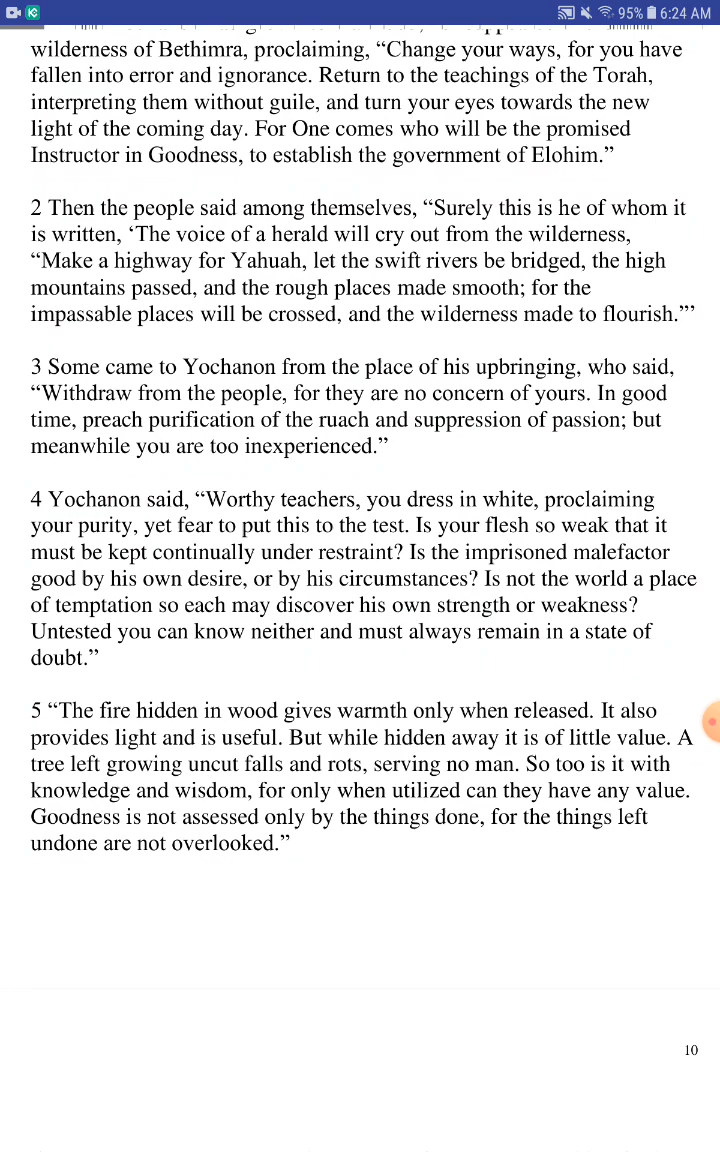 95% 6:24 AM
wilderness of Bethimra, proclaiming, “Change your ways, for you have
fallen into error and ignorance. Return to the teachings of the Torah,
interpreting them without guile, and turn your eyes towards the new
light of the coming day. For One comes who will be the promised
Instructor in Goodness, to establish the government of Elohim.”
2 Then the people said among themselves, “Surely this is he of whom it
is written, ‘The voice of a herald will cry out from the wilderness,
“Make a highway for Yahuah, let the swift rivers be bridged, the high
mountains passed, and the rough places made smooth; for the
impassable places will be crossed, and the wilderness made to flourish.”’
3 Some came to Yochanon from the place of his upbringing, who said,
“Withdraw from the people, for they are no concern of yours. In good
time, preach purification of the ruach and suppression of passion; but
meanwhile you are too inexperienced.”
4 Yochanon said, “Worthy teachers, you dress in white, proclaiming
your purity, yet fear to put this to the test. Is your flesh so weak that it
must be kept continually under restraint? Is the imprisoned malefactor
good by his own desire, or by his circumstances? Is not the world a place
of temptation so each may discover his own strength or weakness?
Untested you can know neither and must always remain in a state of
doubt.”
5 “The fire hidden in wood gives warmth only when released. It also
provides light and is useful. But while hidden away it is of little value. A
tree left growing uncut falls and rots, serving no man. So too is it with
knowledge and wisdom, for only when utilized can they have any value.
Goodness is not assessed only by the things done, for the things left
undone are not overlooked.”
10